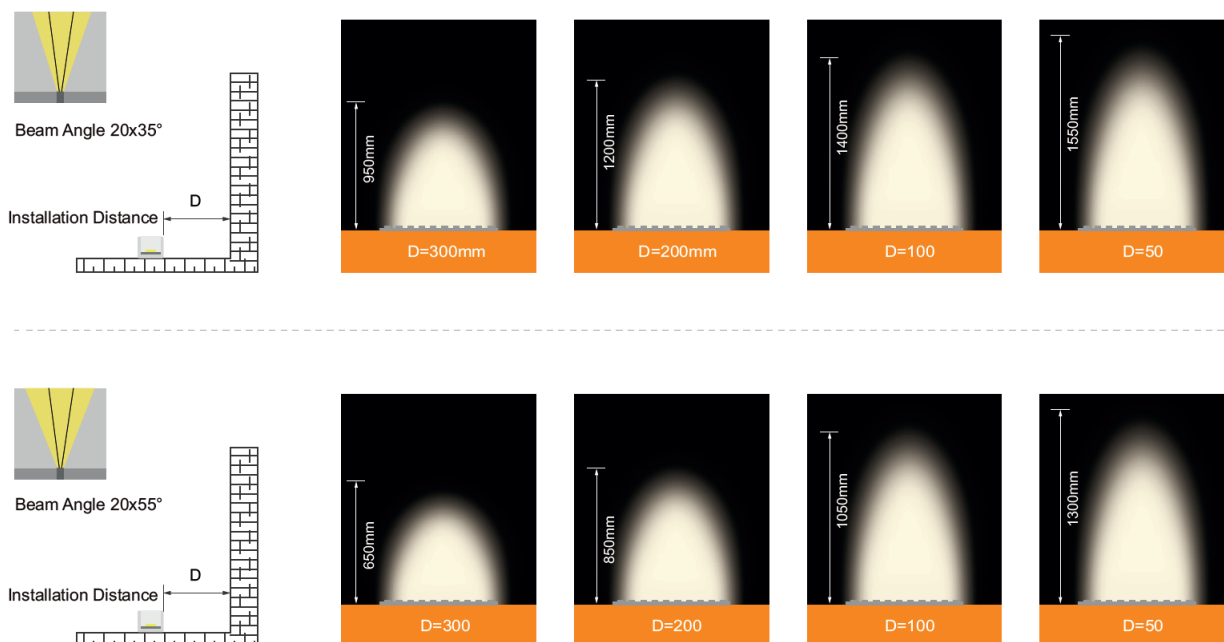 Beam Angle 20x35°
D
Installation Distance
950mm
D=300mm
1200mm
D=200mm
1400mm
D=100
1550mm
D=50
Beam Angle 20x55°
D
Installation Distance
650mm
D=300
850mm
D=200
1050mm
D=100
1300mm
D=50